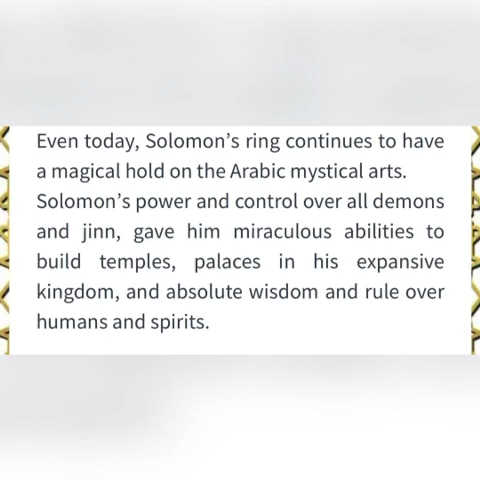 Even today, Solomon's ring continues to have
a magical hold on the Arabic mystical arts.
Solomon's power and control over all demons
and jinn, gave him miraculous abilities to
build temples, palaces in his expansive
kingdom, and absolute wisdom and rule over
humans and spirits.